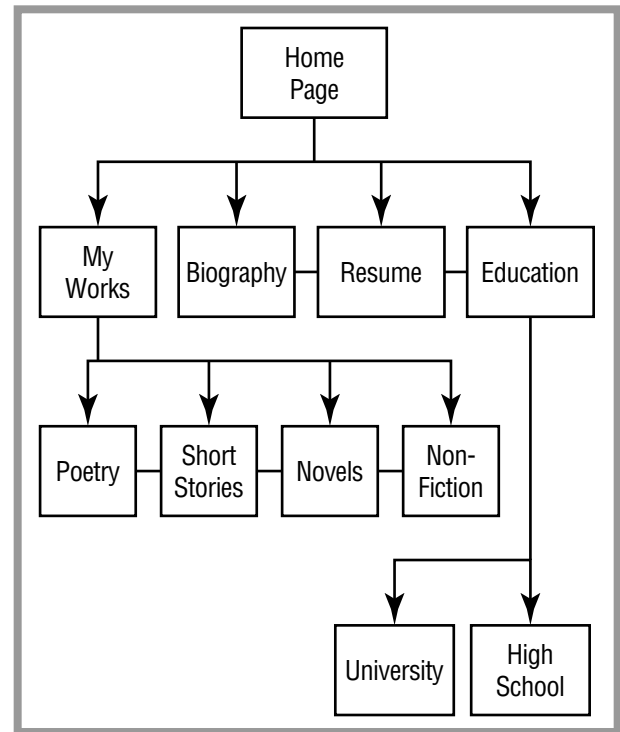 Home
Page
My
Works
Biography
Resume
Education
Poetry
Short
Stories
Novels
Non-
Fiction
University
High
School